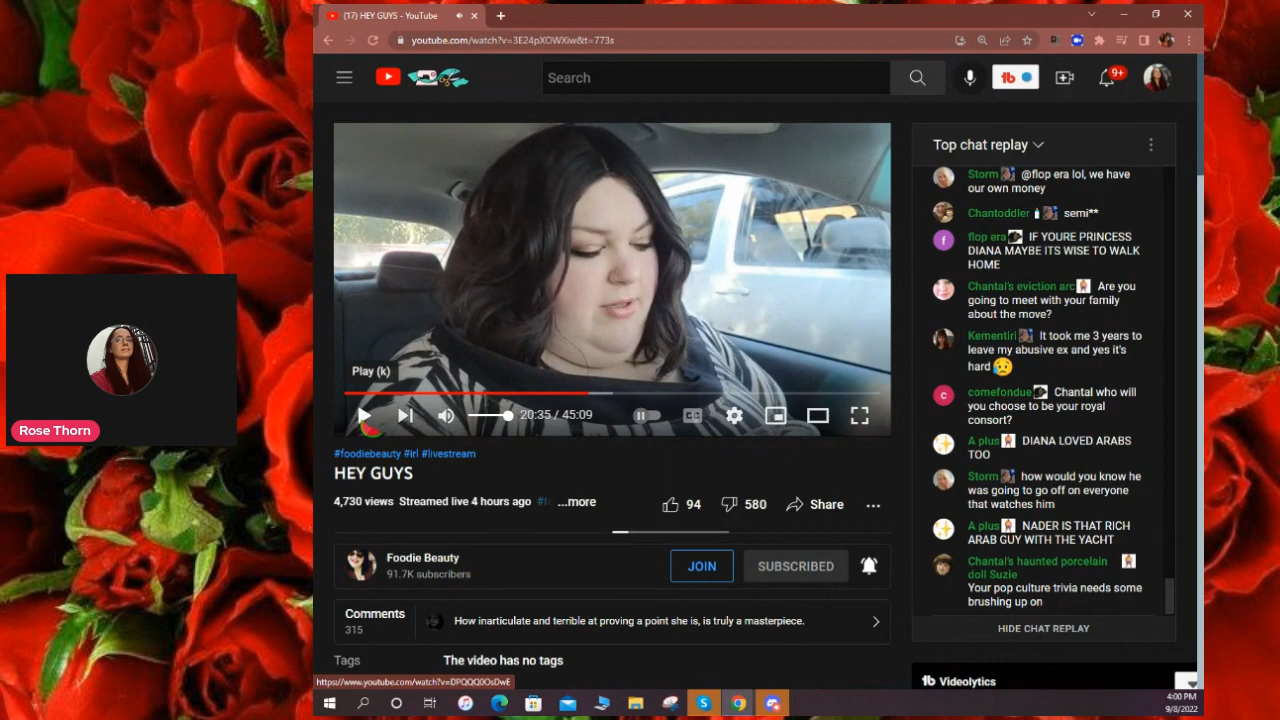 (17) HEY GUYS - YouTube
youtube.com/watch?v=3E24pXOWXiw&t=773s
Search
9+
Top chat replay
Storm @flop era lol, we have
our own money
Chantoddler semi**
flop era IF YOURE PRINCESS
DIANA MAYBE ITS WISE TO WALK
HOME
Chantal's eviction arc Are you
going to meet with your family
about the move?
Kementiri It took me 3 years to
leave my abusive ex and yes it's
hard
comefondue Chantal who will
you choose to be your royal
consort?
A plus DIANA LOVED ARABS
TOO
Storm how would you know he
was going to go off on everyone
that watches him
A plus NADER IS THAT RICH
ARAB GUY WITH THE YACHT
Chantal's haunted porcelain
doll Suzie
Your pop culture trivia needs some
brushing up on
HIDE CHAT REPLAY
Play (k)
20:35 / 45:09
#foodiebeauty #irl #livestream
HEY GUYS
4,730 views Streamed live 4 hours ago ...more
94
580
Share
Foodie Beauty
91.7K subscribers
JOIN
SUBSCRIBED
Comments
315
How inarticulate and terrible at proving a point she is, is truly a masterpiece.
Tags
The video has no tags
https://www.youtube.com/watch?v=DPQQQ0OsDwE
Videolytics
4:00 PM
9/8/2022
Rose Thorn